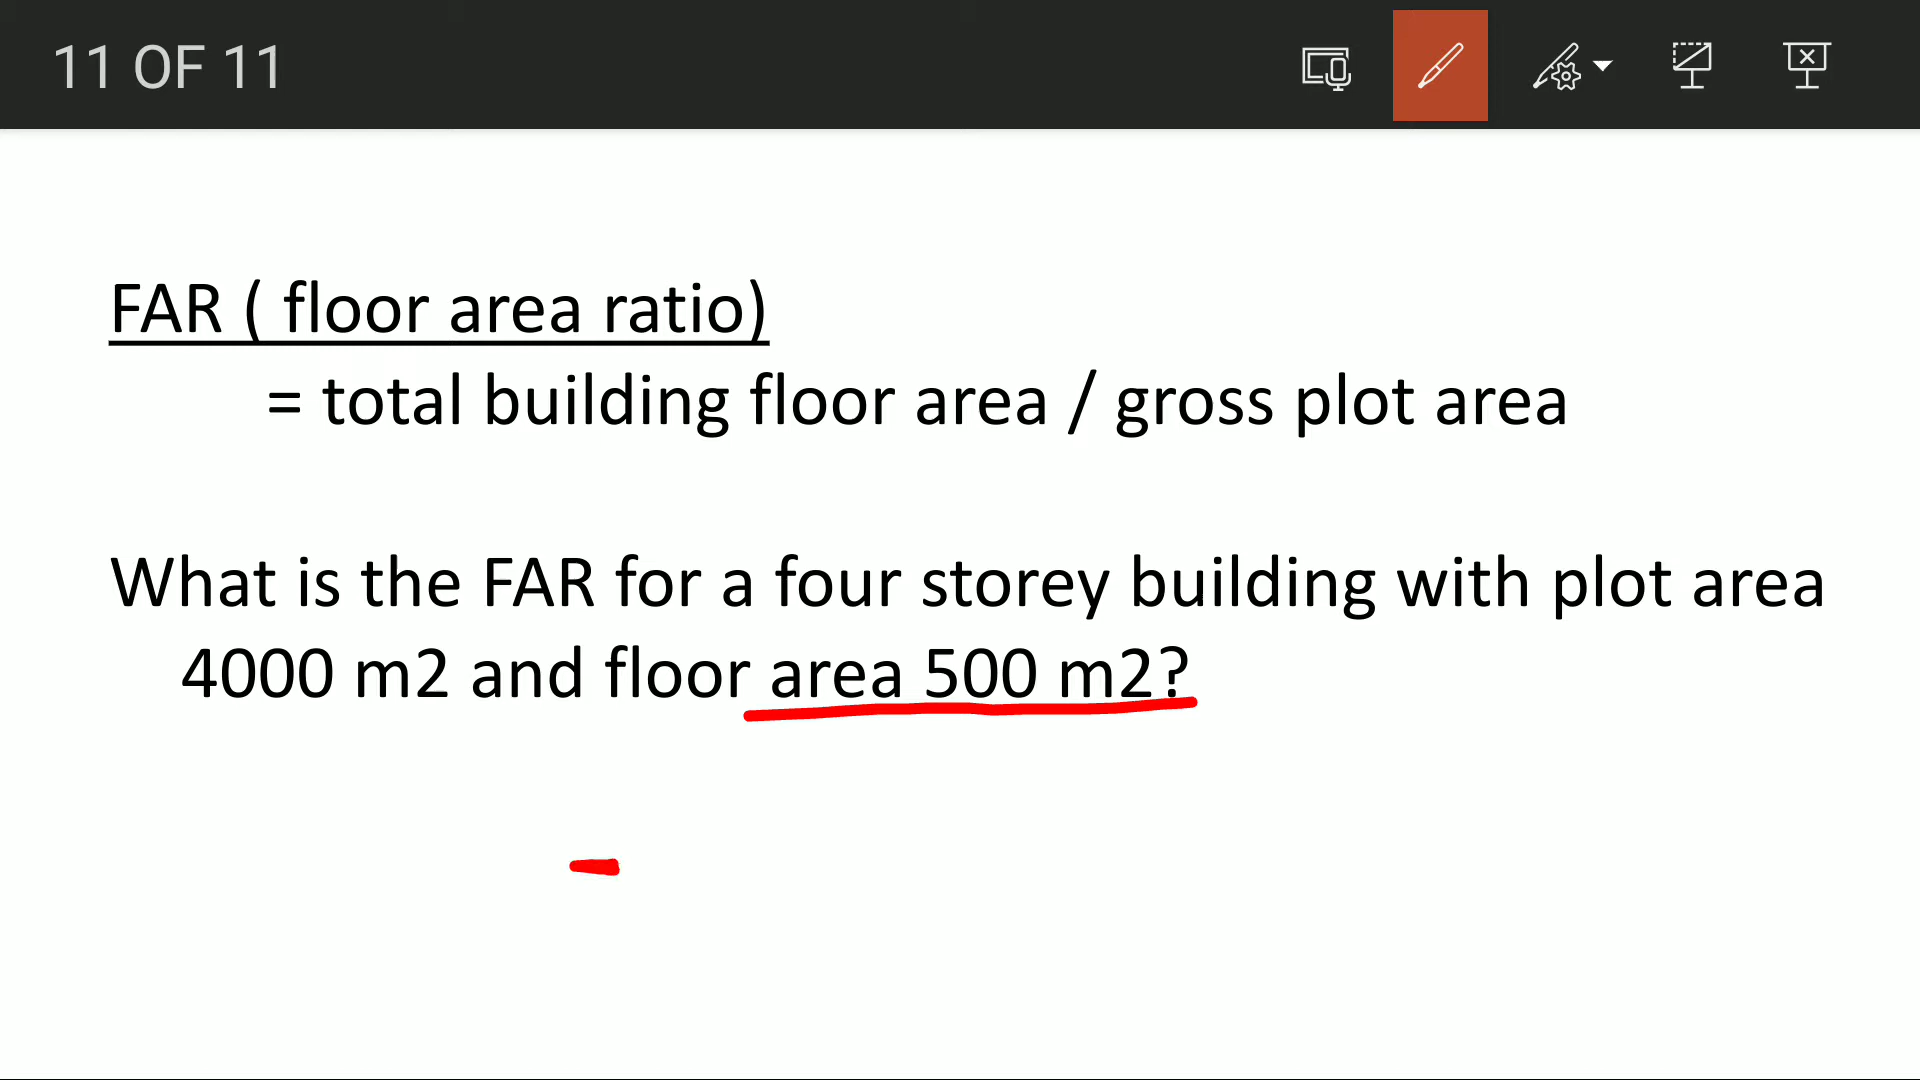 11 OF 11
FAR ( floor area ratio)
= total building floor area / gross plot area
What is the FAR for a four storey building with plot area
4000 m2 and floor area 500 m2?